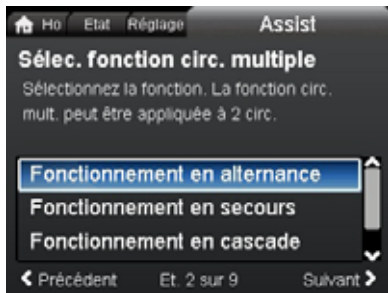 Ho Etat Réglage Assist
Sélec. fonction circ. multiple
Sélectionnez la fonction. La fonction circ.
mult. peut être appliquée à 2 circ.
Fonctionnement en alternance
Fonctionnement en secours
Fonctionnement en cascade
Précédent Et. 2 sur 9 Suivant